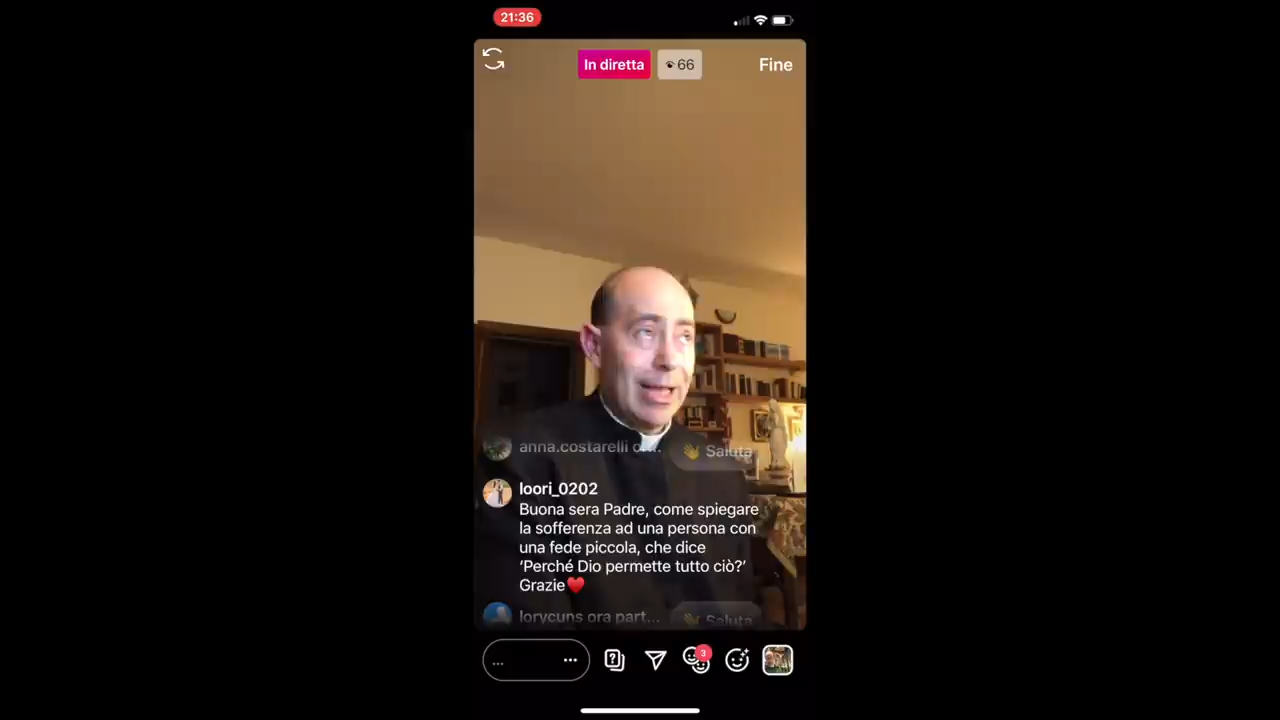 21:36
In diretta
66
Fine
anna.costarelli o...
Saluta
loori_0202
Buona sera Padre, come spiegare
la sofferenza ad una persona con
una fede piccola, che dice
‘Perché Dio permette tutto ciò?’
Grazie❤️
lorycuns ora part...
Saluta
...
3